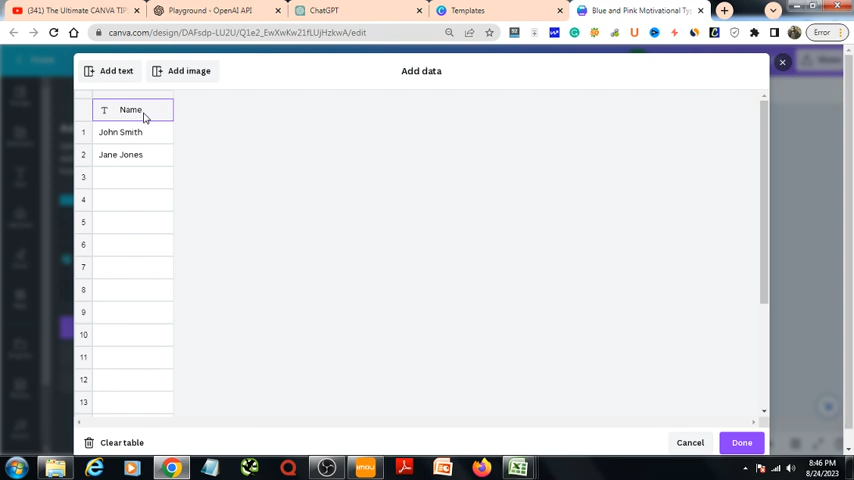 (341) The Ultimate CANVA TIP
Playground - OpenAI API
ChatGPT
Templates
Blue and Pink Motivational Ty
canva.com/design/DAFsdp-LU2U/Q1e2_EwXwKw21fLUjHzkwA/edit
Error
Add text
Add image
Add data
Name
1 John Smith
2 Jane Jones
3
4
5
6
7
8
9
10
11
12
13
Clear table
Cancel
Done
8:46 PM
8/24/2023